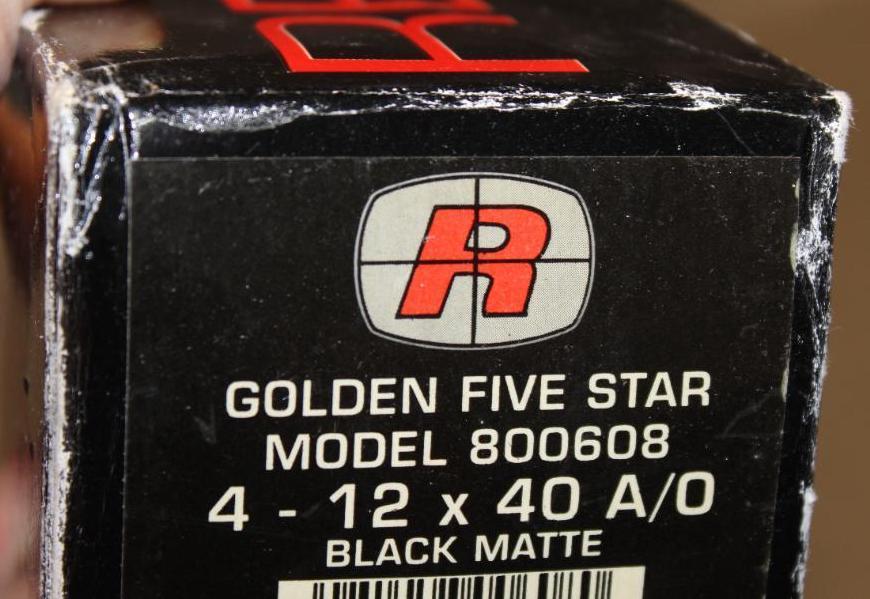 R
GOLDEN FIVE STAR
MODEL 800608
4 - 12 x 40 A/O
BLACK MATTE